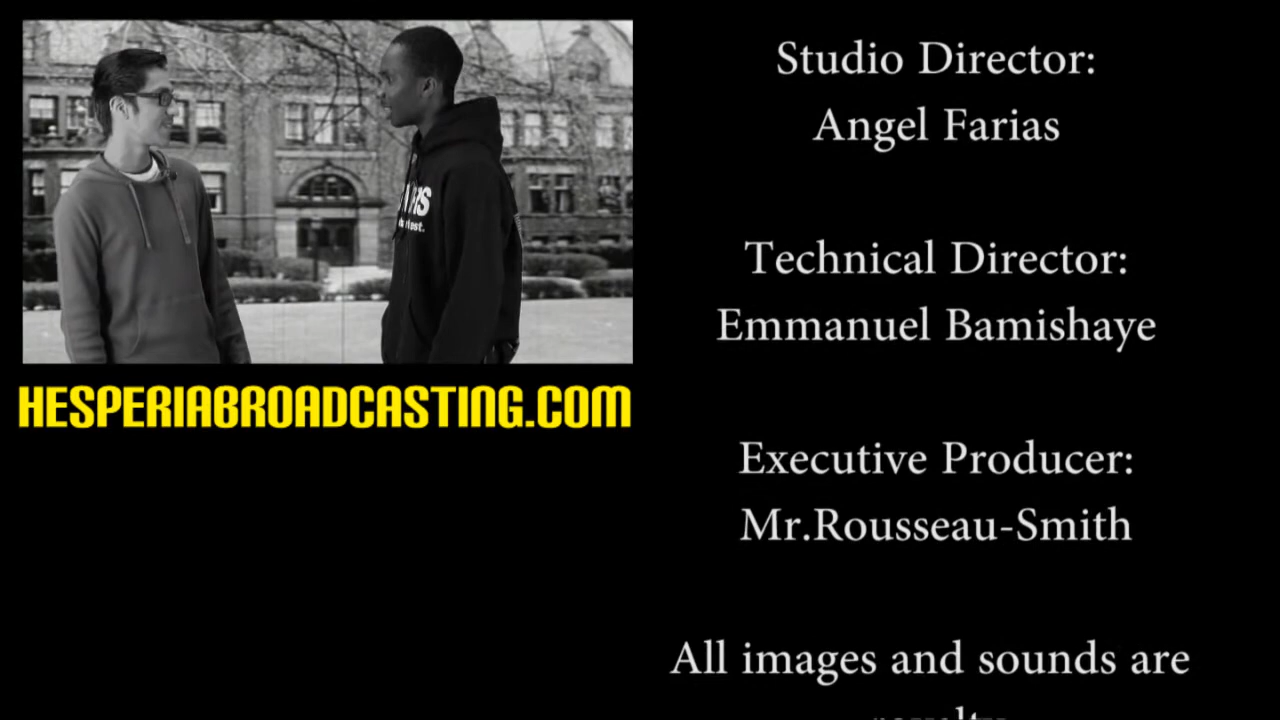 HESPERIABROADCASTING.COM
Studio Director:
Angel Farias
Technical Director:
Emmanuel Bamishaye
Executive Producer:
Mr.Rousseau-Smith
All images and sounds are